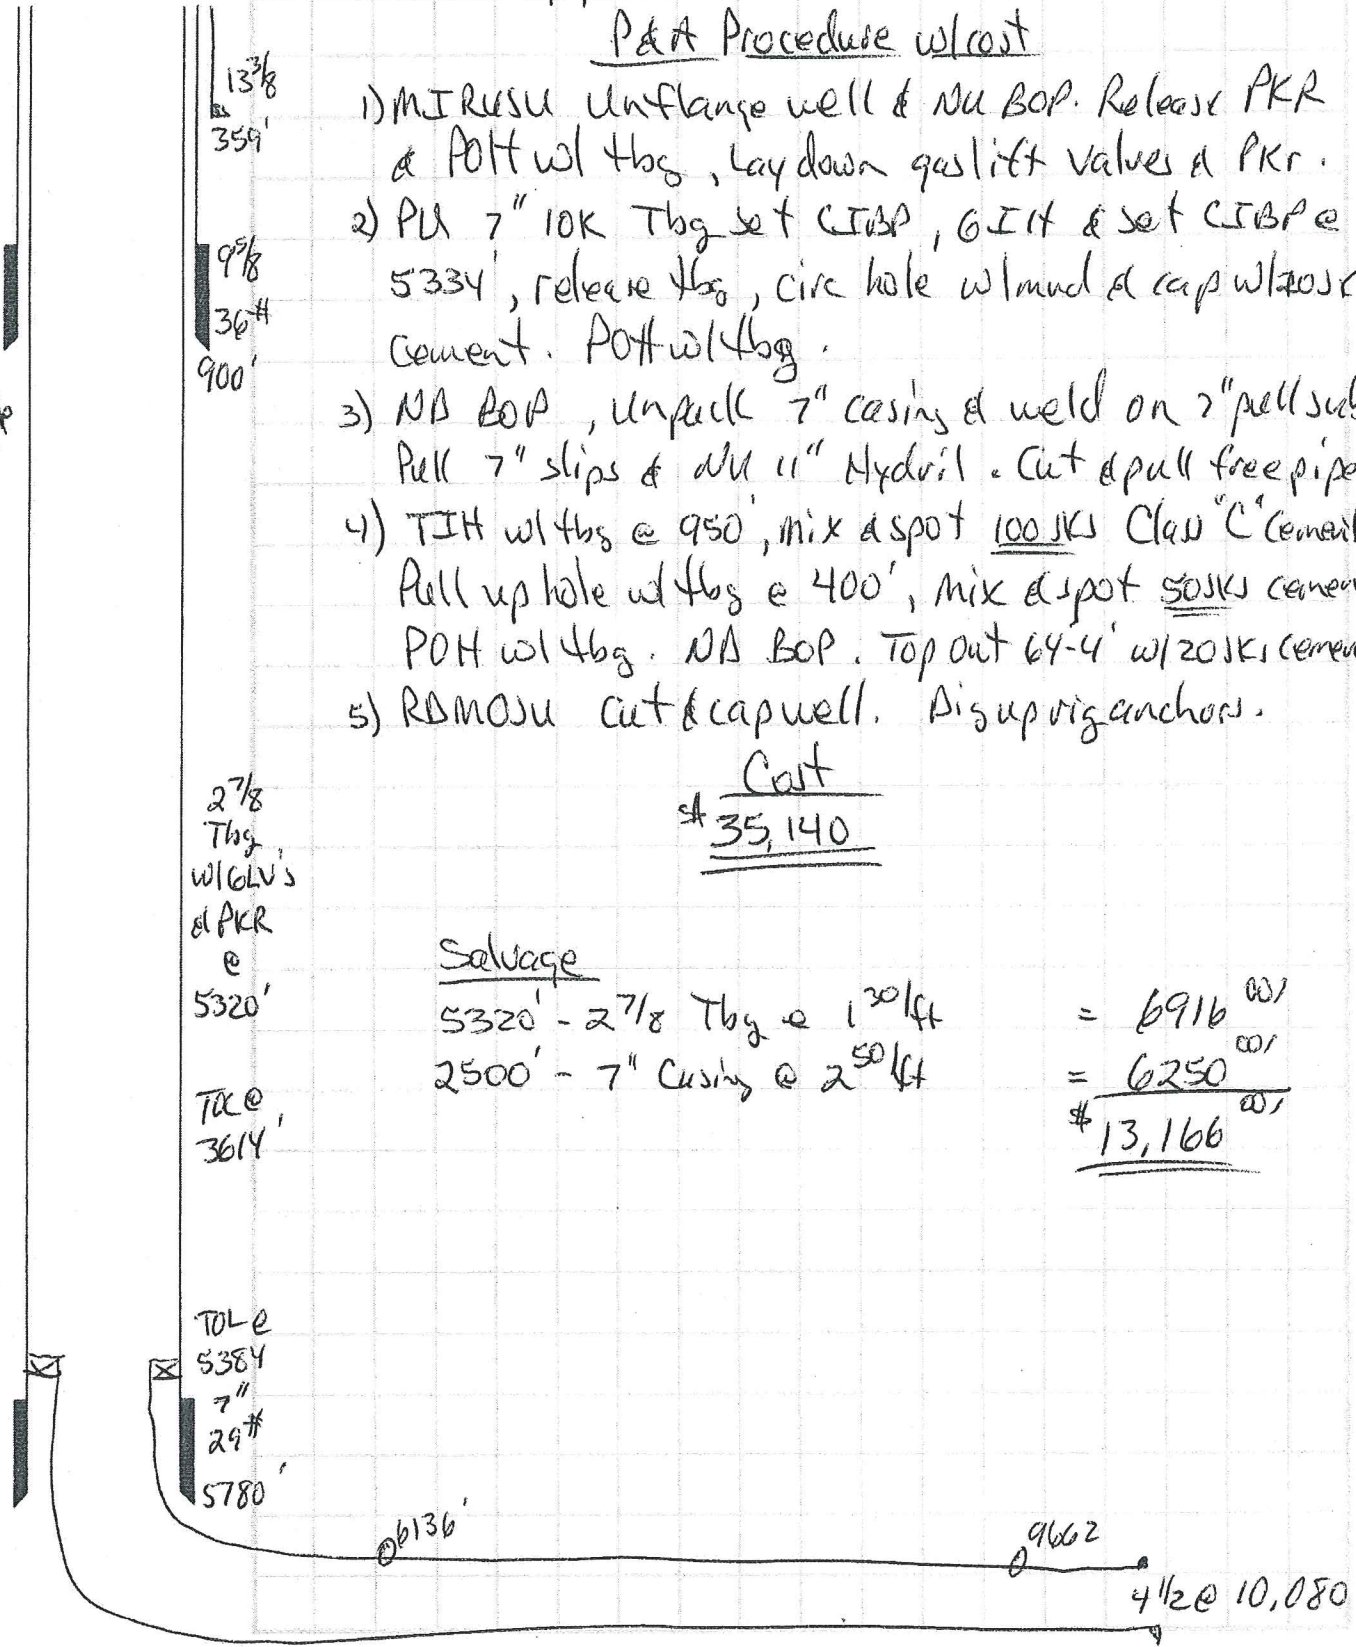 P&A Procedure w/cost
1) MIRUSU Unflange well & NU BOP. Release PKR
& POH w/ tbg, lay down gaslift valves & PKr.
2) PU 7" 10K Tbg set CIBP, GIH & set CIBP @
5334', release tbg, circ hole w/mud & cap w/20sx
Cement. POH w/tbg.
3) ND BOP, Unpack 7" casing & weld on 7" pull sub
Pull 7" slips & NU 11" Hydril. Cut & pull free pipe
4) TIH w/ tbg @ 950', mix & spot 100sks Class "C" Cement
Pull up hole w/ tbg @ 400', mix & spot 50sks cemen
POH w/ tbg. ND BOP. Top Out 64-4' w/20sks cemen
5) RDMOSU Cut & cap well. Dig up rig anchors.
Cost
$35,140
Salvage
5320' - 2 7/8 Tbg @ 1 30/ft = 6916 00/
2500' - 7" Casing @ 2 50/ft = 6250 00/
$13,166 00/
13 3/8
359'
9 5/8
36#
900'
2 7/8
Tbg
W/GLV's
& PKR
@
5320'
TOC @
3614'
TOL @
5384
7"
29#
5780'
6136'
9662
4 1/2 @ 10,080